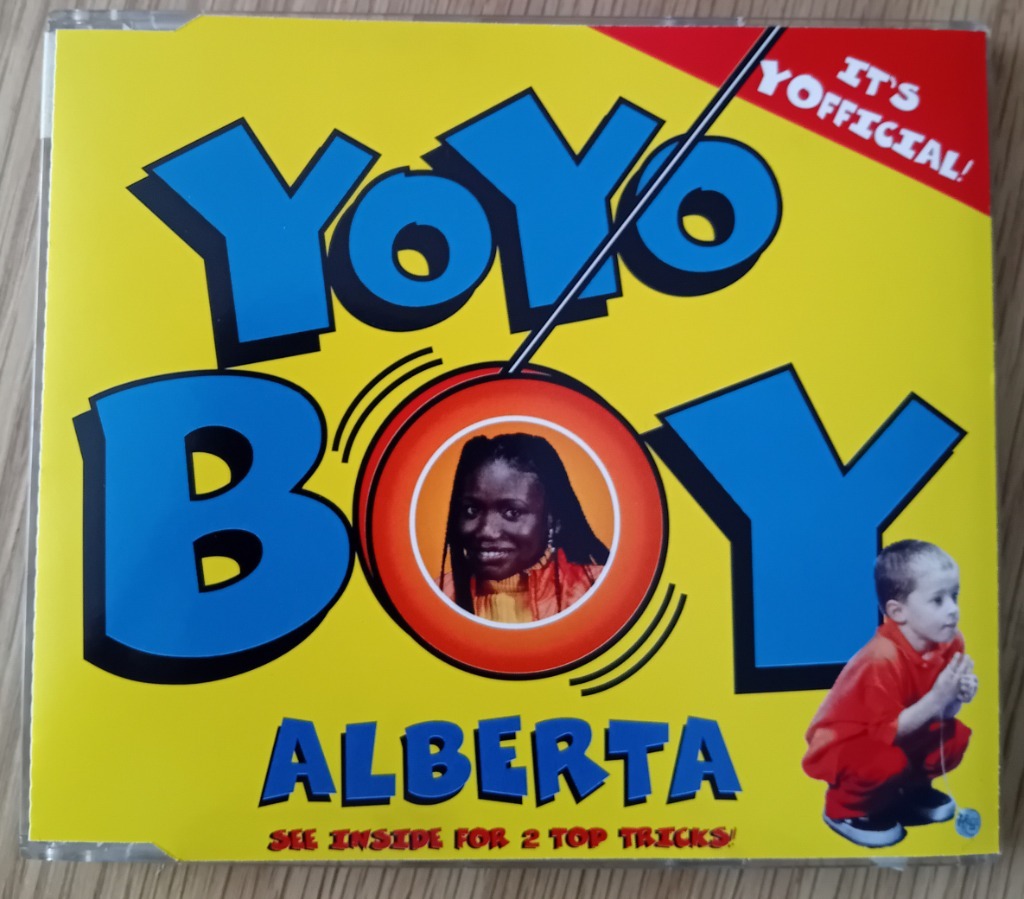 IT'S
YOFFICIAL!
YOYO
BOY
ALBERTA
SEE INSIDE FOR 2 TOP TRICKS!